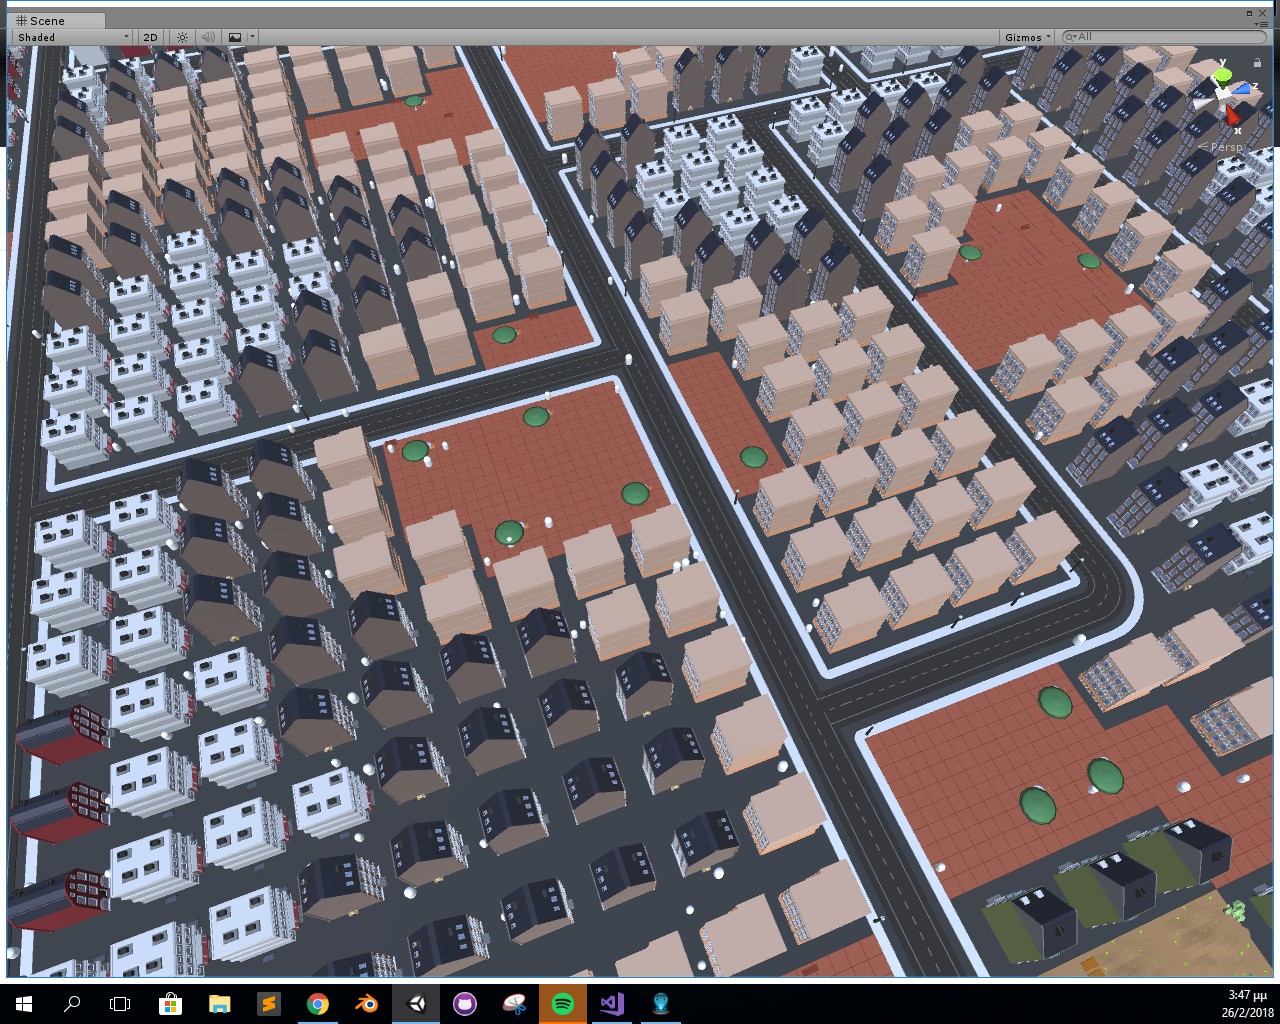 Scene
Shaded
2D
Gizmos
All
y
z
x
Persp
3:47 μμ
26/2/2018